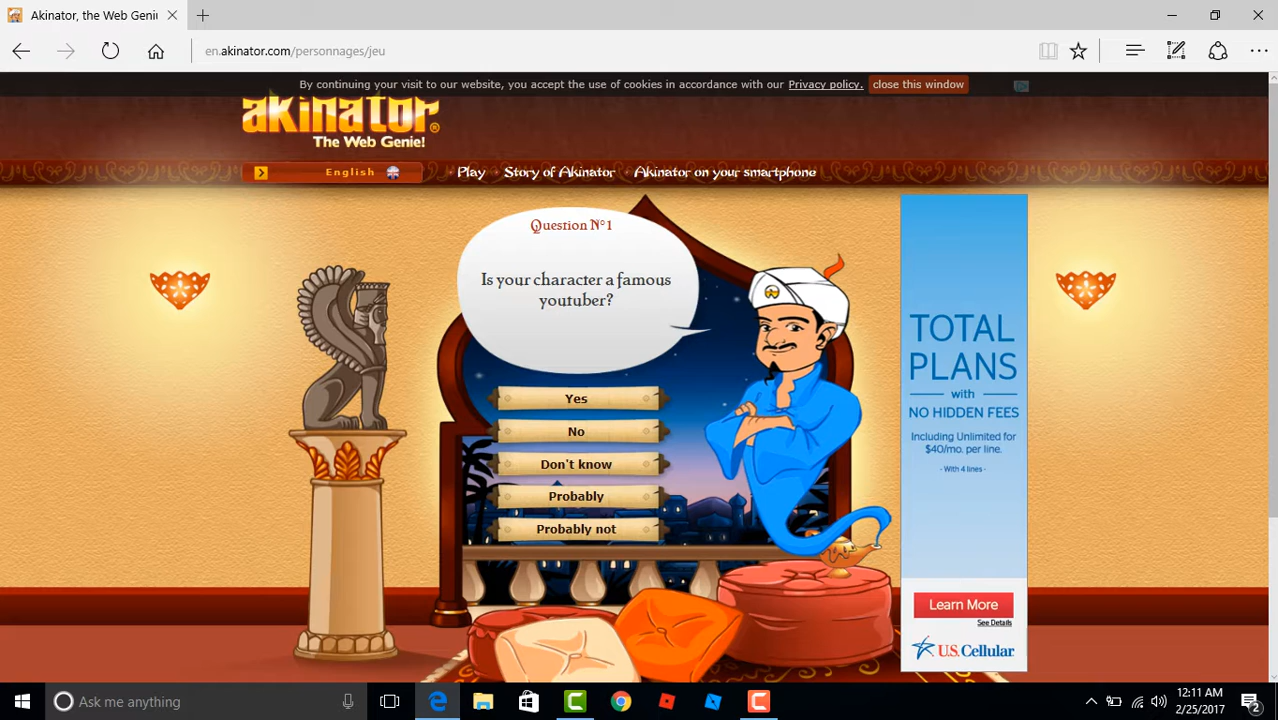 Akinator, the Web Geni
en.akinator.com/personnages/jeu
By continuing your visit to our website, you accept the use of cookies in accordance with our Privacy policy. close this window
akinator®
The Web Genie!
English
Play
Story of Akinator
Akinator on your smartphone
Question N°1
Is your character a famous
youtuber?
Yes
No
Don't know
Probably
Probably not
TOTAL
PLANS
with
NO HIDDEN FEES
Including Unlimited for
$40/mo. per line.
- With 4 lines -
Learn More
See Details
U.S. Cellular
Ask me anything
12:11 AM
2/25/2017
2